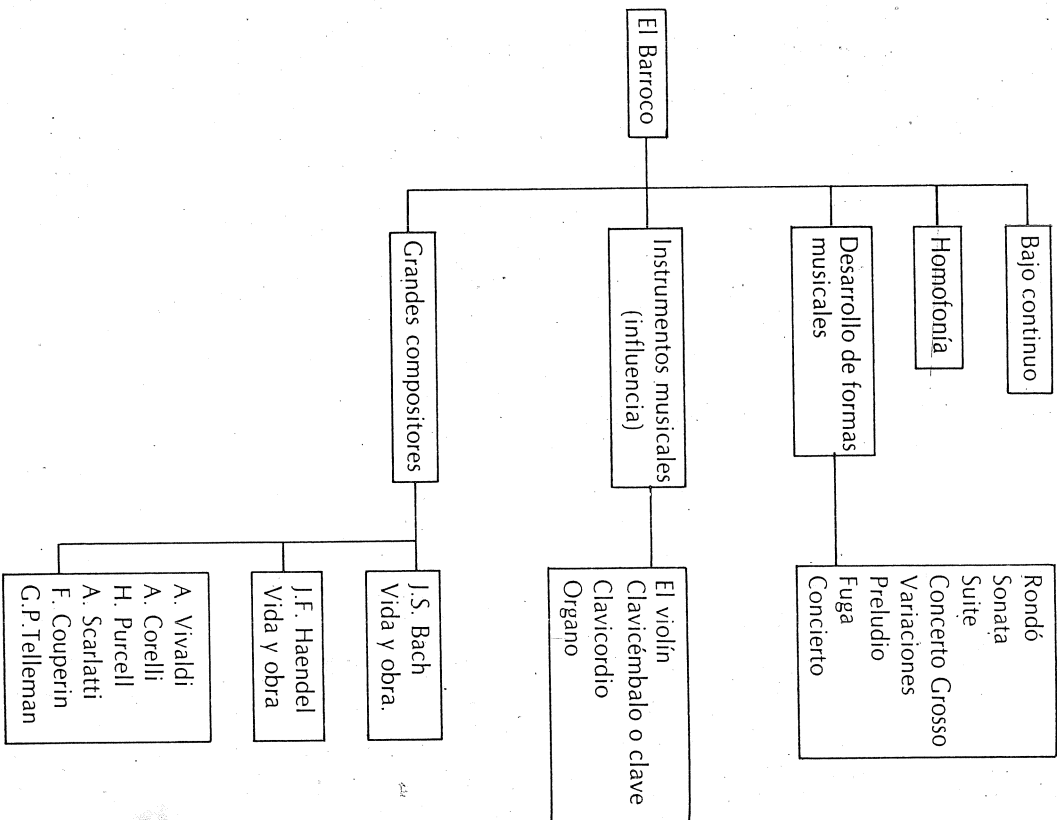 El Barroco
Bajo continuo
Homofonía
Desarrollo de formas
musicales
Rondó
Sonata
Suite
Concerto Grosso
Variaciones
Preludio
Fuga
Concierto
Instrumentos musicales
(influencia)
El violín
Clavicémbalo o clave
Clavicordio
Organo
Grandes compositores
J.S. Bach
Vida y obra.
J.F. Haendel
Vida y obra
A. Vivaldi
A. Corelli
H. Purcell
A. Scarlatti
F. Couperin
G.P.Telleman